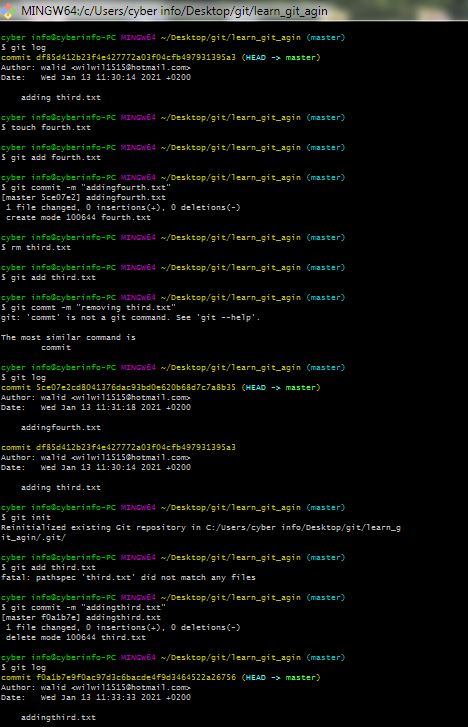 MINGW64:/c/Users/cyber info/Desktop/git/learn_git_agin
cyber info@cyberinfo-PC MINGW64 ~/Desktop/git/learn_git_agin (master)
$ git log
commit df85d412b23f4e427772a03f04cfb497931395a3 (HEAD -> master)
Author: walid <wilwil1515@hotmail.com>
Date:   Wed Jan 13 11:30:14 2021 +0200
adding third.txt
cyber info@cyberinfo-PC MINGW64 ~/Desktop/git/learn_git_agin (master)
$ touch fourth.txt
cyber info@cyberinfo-PC MINGW64 ~/Desktop/git/learn_git_agin (master)
$ git add fourth.txt
cyber info@cyberinfo-PC MINGW64 ~/Desktop/git/learn_git_agin (master)
$ git commit -m "addingfourth.txt"
[master 5ce07e2] addingfourth.txt
1 file changed, 0 insertions(+), 0 deletions(-)
create mode 100644 fourth.txt
cyber info@cyberinfo-PC MINGW64 ~/Desktop/git/learn_git_agin (master)
$ rm third.txt
cyber info@cyberinfo-PC MINGW64 ~/Desktop/git/learn_git_agin (master)
$ git add third.txt
cyber info@cyberinfo-PC MINGW64 ~/Desktop/git/learn_git_agin (master)
$ git commt -m "removing third.txt"
git: 'commt' is not a git command. See 'git --help'.
The most similar command is
commit
cyber info@cyberinfo-PC MINGW64 ~/Desktop/git/learn_git_agin (master)
$ git log
commit 5ce07e2cd8041376dac93bd0e620b68d7c7a8b35 (HEAD -> master)
Author: walid <wilwil1515@hotmail.com>
Date:   Wed Jan 13 11:31:18 2021 +0200
addingfourth.txt
commit df85d412b23f4e427772a03f04cfb497931395a3
Author: walid <wilwil1515@hotmail.com>
Date:   Wed Jan 13 11:30:14 2021 +0200
adding third.txt
cyber info@cyberinfo-PC MINGW64 ~/Desktop/git/learn_git_agin (master)
$ git init
Reinitialized existing Git repository in C:/Users/cyber info/Desktop/git/learn_g
it_agin/.git/
cyber info@cyberinfo-PC MINGW64 ~/Desktop/git/learn_git_agin (master)
$ git add third.txt
fatal: pathspec 'third.txt' did not match any files
cyber info@cyberinfo-PC MINGW64 ~/Desktop/git/learn_git_agin (master)
$ git commit -m "addingthird.txt"
[master f0a1b7e] addingthird.txt
1 file changed, 0 insertions(+), 0 deletions(-)
delete mode 100644 third.txt
cyber info@cyberinfo-PC MINGW64 ~/Desktop/git/learn_git_agin (master)
$ git log
commit f0a1b7e9f0ac97d3c6bacde4f9d3464522a26756 (HEAD -> master)
Author: walid <wilwil1515@hotmail.com>
Date:   Wed Jan 13 11:33:33 2021 +0200
addingthird.txt